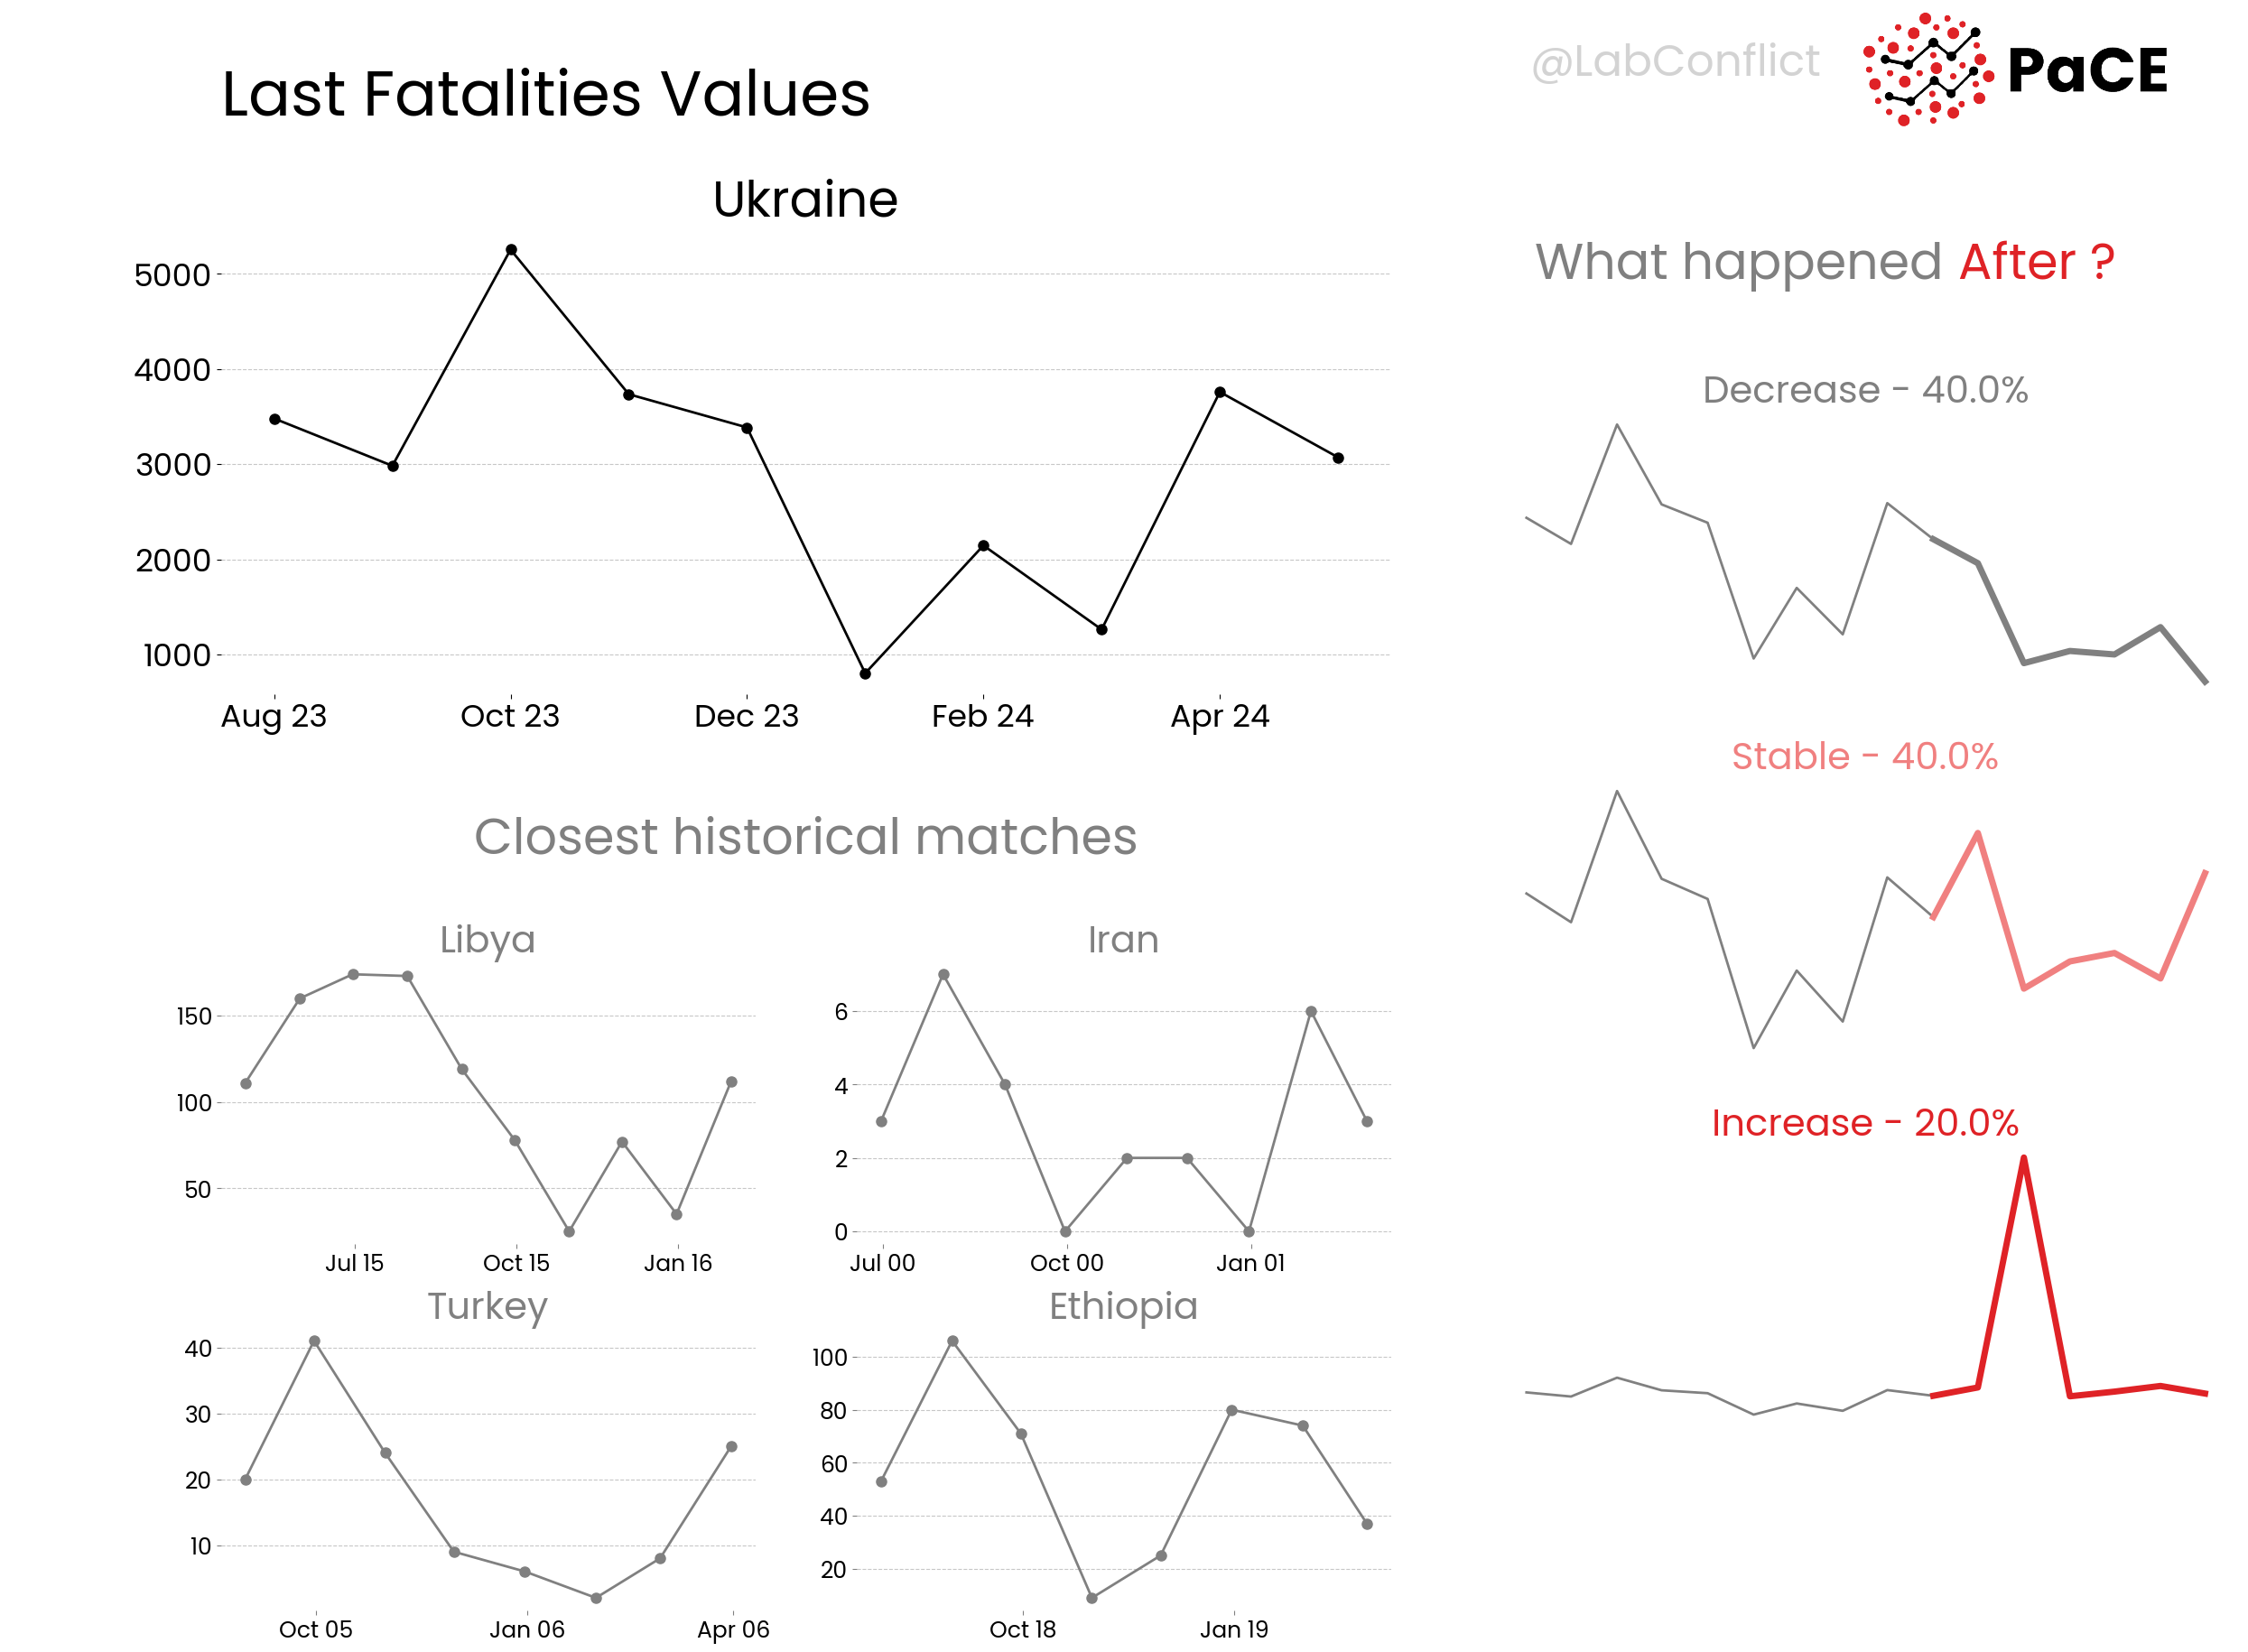 @LabConflict
PaCE
Last Fatalities Values
Ukraine
5000
4000
3000
2000
1000
Aug 23
Oct 23
Dec 23
Feb 24
Apr 24
What happened After ?
Decrease - 40.0%
Stable - 40.0%
Increase - 20.0%
Closest historical matches
Libya
150
100
50
Jul 15
Oct 15
Jan 16
Iran
6
4
2
0
Jul 00
Oct 00
Jan 01
Turkey
40
30
20
10
Oct 05
Jan 06
Apr 06
Ethiopia
100
80
60
40
20
Oct 18
Jan 19